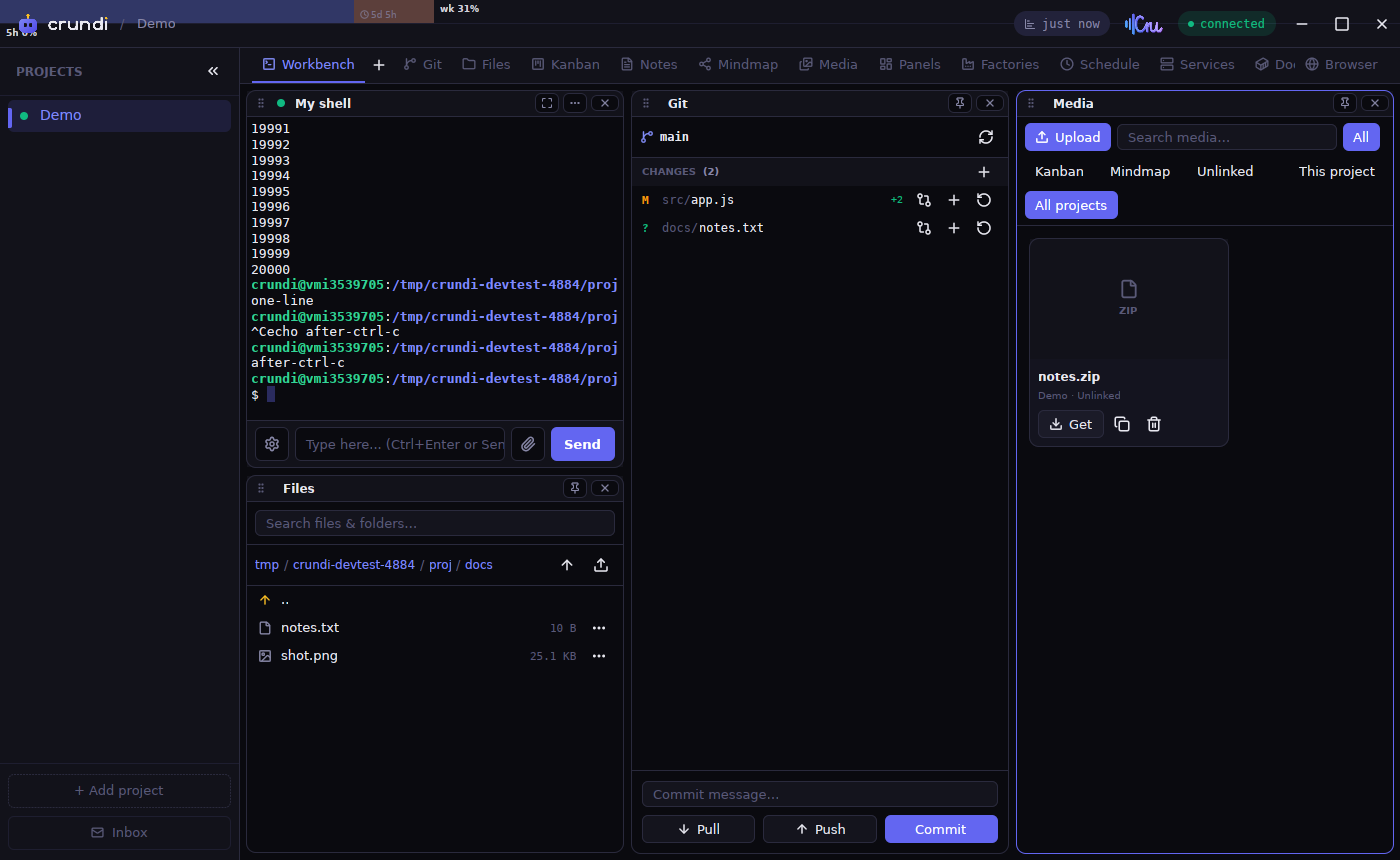 5d 5h
wk 31%
crundi / Demo
just now
Cru
connected
PROJECTS
Demo
+ Add project
Inbox
Workbench
Git
Files
Kanban
Notes
Mindmap
Media
Panels
Factories
Schedule
Services
Browser
My shell
19991
19992
19993
19994
19995
19996
19997
19998
19999
20000
crundi@vmi3539705:/tmp/crundi-devtest-4884/proj
one-line
crundi@vmi3539705:/tmp/crundi-devtest-4884/proj
^Cecho after-ctrl-c
crundi@vmi3539705:/tmp/crundi-devtest-4884/proj
after-ctrl-c
crundi@vmi3539705:/tmp/crundi-devtest-4884/proj
$
Type here... (Ctrl+Enter or Sen
Send
Files
Search files & folders...
tmp / crundi-devtest-4884 / proj / docs
..
notes.txt 10 B
shot.png 25.1 KB
Git
main
CHANGES (2)
M src/app.js +2
? docs/notes.txt
Commit message...
Pull
Push
Commit
Media
Upload
Search media...
All
Kanban
Mindmap
Unlinked
This project
All projects
ZIP
notes.zip
Demo · Unlinked
Get